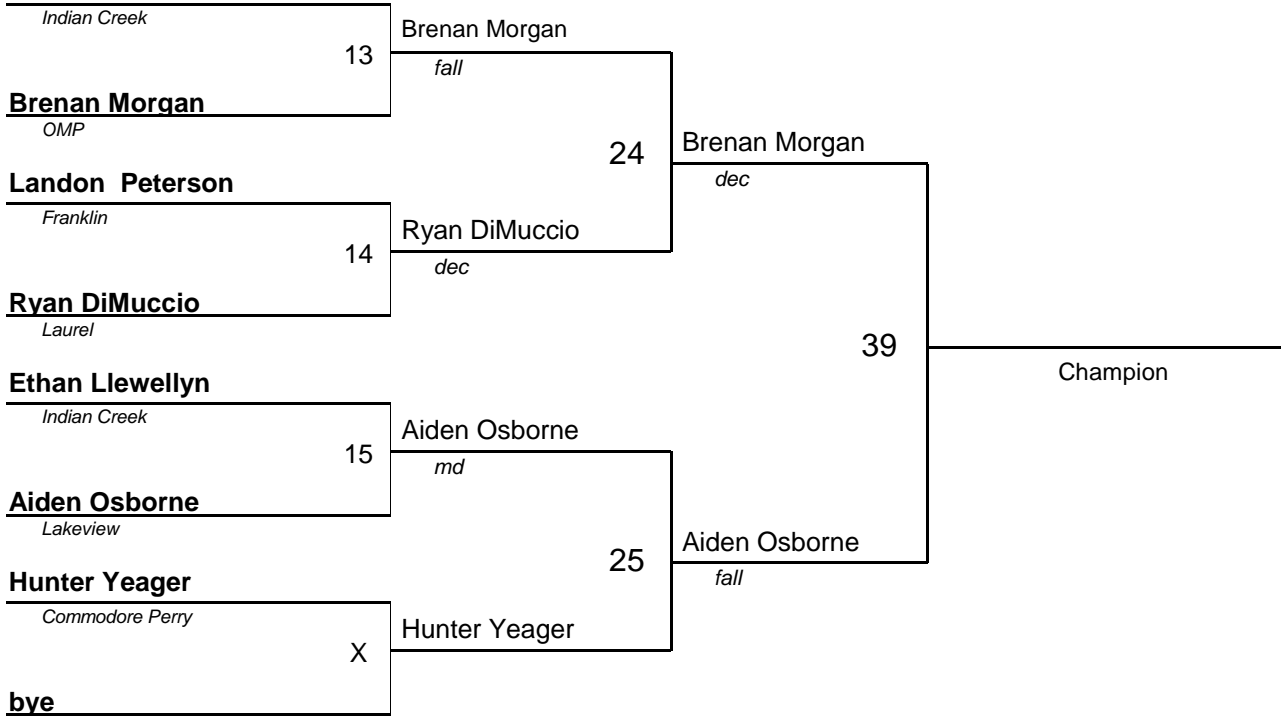 Indian Creek
13
Brenan Morgan
fall
Brenan Morgan
OMP
24
Brenan Morgan
dec
Landon  Peterson
Franklin
14
Ryan DiMuccio
dec
Ryan DiMuccio
Laurel
39
Champion
Ethan Llewellyn
Indian Creek
15
Aiden Osborne
md
Aiden Osborne
Lakeview
25
Aiden Osborne
fall
Hunter Yeager
Commodore Perry
X
Hunter Yeager
bye